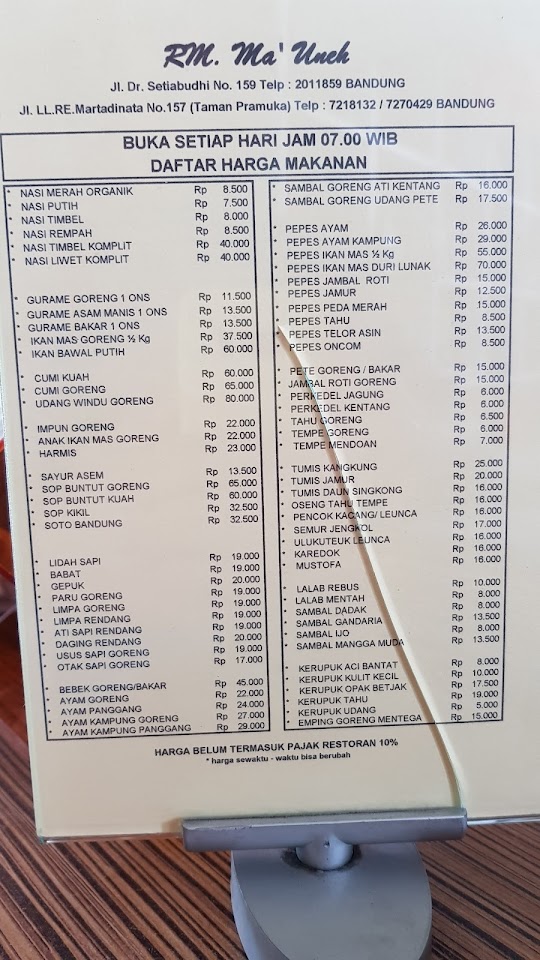 RM. Ma' Uneh
Jl. Dr. Setiabudhi No. 159 Telp : 2011859 BANDUNG
Jl. LL.RE.Martadinata No.157 (Taman Pramuka) Telp : 7218132 / 7270429 BANDUNG
BUKA SETIAP HARI JAM 07.00 WIB
DAFTAR HARGA MAKANAN
* NASI MERAH ORGANIK Rp 8.500
* NASI PUTIH Rp 7.500
* NASI TIMBEL Rp 8.000
* NASI REMPAH Rp 8.500
* NASI TIMBEL KOMPLIT Rp 40.000
* NASI LIWET KOMPLIT Rp 40.000
* GURAME GORENG 1 ONS Rp 11.500
* GURAME ASAM MANIS 1 ONS Rp 13.500
* GURAME BAKAR 1 ONS Rp 13.500
* IKAN MAS GORENG ½ Kg Rp 37.500
* IKAN BAWAL PUTIH Rp 60.000
* CUMI KUAH Rp 60.000
* CUMI GORENG Rp 65.000
* UDANG WINDU GORENG Rp 80.000
* IMPUN GORENG Rp 22.000
* ANAK IKAN MAS GORENG Rp 22.000
* HARMIS Rp 23.000
* SAYUR ASEM Rp 13.500
* SOP BUNTUT GORENG Rp 65.000
* SOP BUNTUT KUAH Rp 60.000
* SOP KIKIL Rp 32.500
* SOTO BANDUNG Rp 32.500
* LIDAH SAPI Rp 19.000
* BABAT Rp 19.000
* GEPUK Rp 20.000
* PARU GORENG Rp 19.000
* LIMPA GORENG Rp 19.000
* LIMPA RENDANG Rp 19.000
* ATI SAPI RENDANG Rp 19.000
* DAGING RENDANG Rp 20.000
* USUS SAPI GORENG Rp 19.000
* OTAK SAPI GORENG Rp 17.000
* BEBEK GORENG/BAKAR Rp 45.000
* AYAM GORENG Rp 22.000
* AYAM PANGGANG Rp 24.000
* AYAM KAMPUNG GORENG Rp 27.000
* AYAM KAMPUNG PANGGANG Rp 29.000
* SAMBAL GORENG ATI KENTANG Rp 16.000
* SAMBAL GORENG UDANG PETE Rp 17.500
* PEPES AYAM Rp 26.000
* PEPES AYAM KAMPUNG Rp 29.000
* PEPES IKAN MAS ½ Kg Rp 55.000
* PEPES IKAN MAS DURI LUNAK Rp 70.000
* PEPES JAMBAL ROTI Rp 15.000
* PEPES JAMUR Rp 12.500
* PEPES PEDA MERAH Rp 15.000
* PEPES TAHU Rp 8.500
* PEPES TELOR ASIN Rp 13.500
* PEPES ONCOM Rp 8.500
* PETE GORENG / BAKAR Rp 15.000
* JAMBAL ROTI GORENG Rp 15.000
* PERKEDEL JAGUNG Rp 6.000
* PERKEDEL KENTANG Rp 6.000
* TAHU GORENG Rp 6.500
* TEMPE GORENG Rp 6.000
* TEMPE MENDOAN Rp 7.000
* TUMIS KANGKUNG Rp 25.000
* TUMIS JAMUR Rp 20.000
* TUMIS DAUN SINGKONG Rp 16.000
* OSENG TAHU TEMPE Rp 16.000
* PENCOK KACANG/ LEUNCA Rp 16.000
* SEMUR JENGKOL Rp 17.000
* ULUKUTEUK LEUNCA Rp 16.000
* KAREDOK Rp 16.000
* MUSTOFA Rp 16.000
* LALAB REBUS Rp 10.000
* LALAB MENTAH Rp 8.000
* SAMBAL DADAK Rp 8.000
* SAMBAL GANDARIA Rp 13.500
* SAMBAL IJO Rp 8.000
* SAMBAL MANGGA MUDA Rp 13.500
* KERUPUK ACI BANTAT Rp 8.000
* KERUPUK KULIT KECIL Rp 10.000
* KERUPUK OPAK BETJAK Rp 17.500
* KERUPUK TAHU Rp 19.000
* KERUPUK UDANG Rp 5.000
* EMPING GORENG MENTEGA Rp 15.000
HARGA BELUM TERMASUK PAJAK RESTORAN 10%
* harga sewaktu - waktu bisa berubah